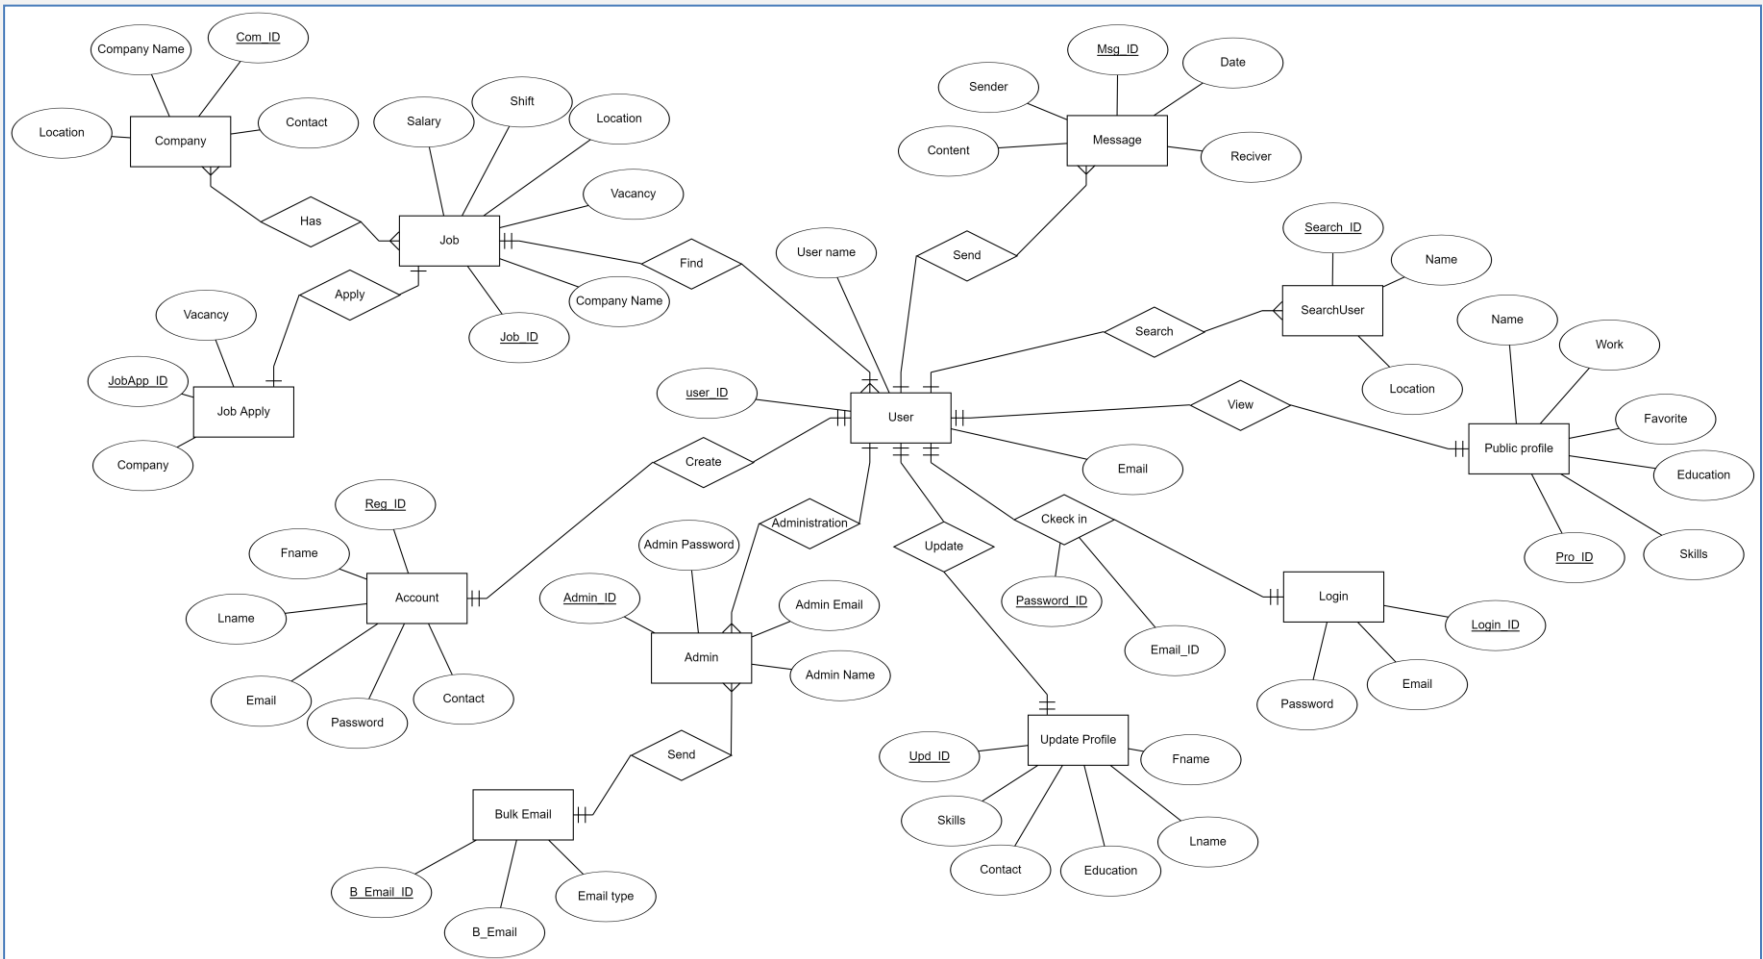 Company Name
Com_ID
Location
Contact
Company
Salary
Shift
Location
Vacancy
Has
Job
Find
Apply
Company Name
Job_ID
Vacancy
JobApp_ID
Job Apply
Company
Msg_ID
Date
Sender
Message
Content
Reciver
User name
Send
Search_ID
Name
SearchUser
Search
Location
Name
Work
user_ID
User
View
Favorite
Public profile
Education
Email
Skills
Pro_ID
Create
Reg_ID
Fname
Account
Lname
Email
Password
Contact
Administration
Admin Password
Admin_ID
Admin Email
Admin
Admin Name
Update
Ckeck in
Password_ID
Email_ID
Login
Login_ID
Email
Password
Send
Bulk Email
B_Email_ID
B_Email
Email type
Update Profile
Upd_ID
Fname
Skills
Lname
Contact
Education